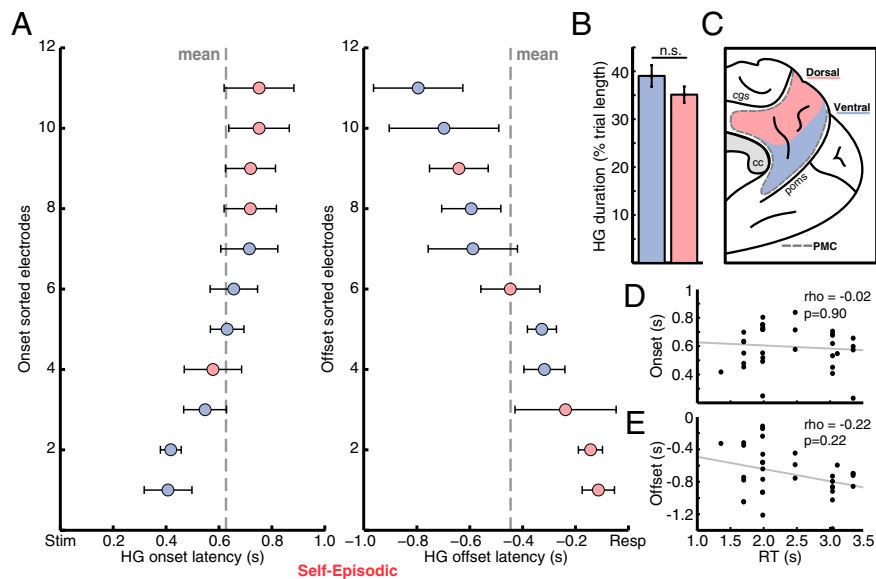 A
12
10
8
6
4
2
Onset sorted electrodes
mean
Stim
0.2
0.4
0.6
0.8
1.0
HG onset latency (s)
12
10
8
6
4
2
Offset sorted electrodes
mean
−1.0
−0.8
−0.6
−0.4
−0.2
Resp
HG offset latency (s)
Self-Episodic
B
n.s.
40
30
20
10
HG duration (% trial length)
C
Dorsal
Ventral
cgs
cc
poms
PMC
D
rho = -0.02
p=0.90
1
0.8
0.6
0.4
Onset (s)
E
rho = -0.22
p=0.22
0
-0.4
-0.8
-1.2
Offset (s)
1.0
1.5
2.0
2.5
3.0
3.5
RT (s)